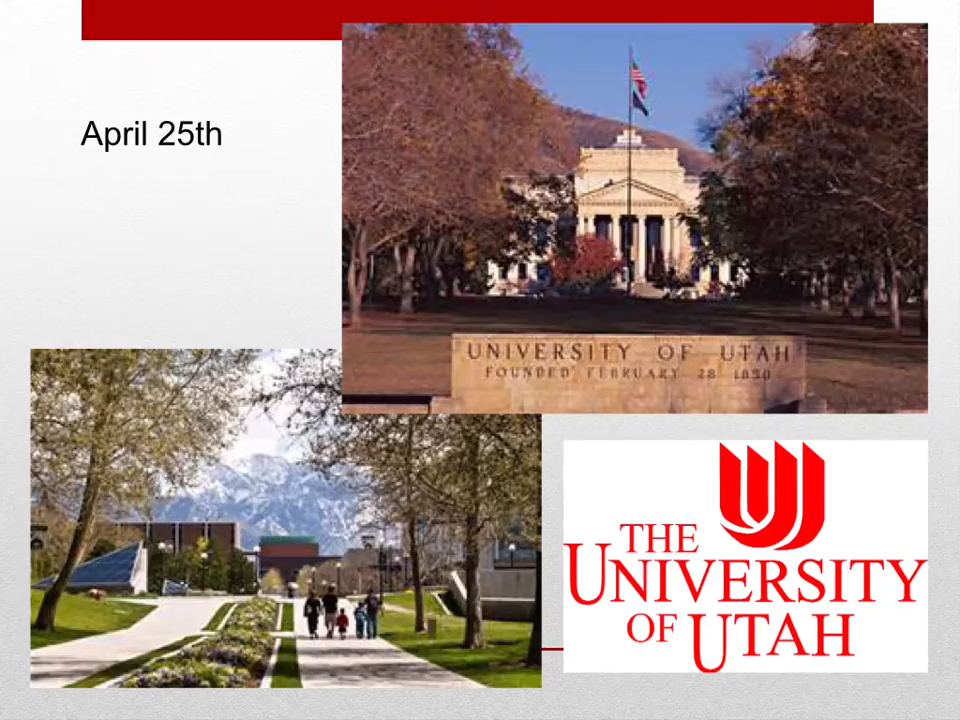 April 25th
UNIVERSITY OF UTAH
FOUNDED FEBRUARY 28 1850
THE
UNIVERSITY
OF UTAH